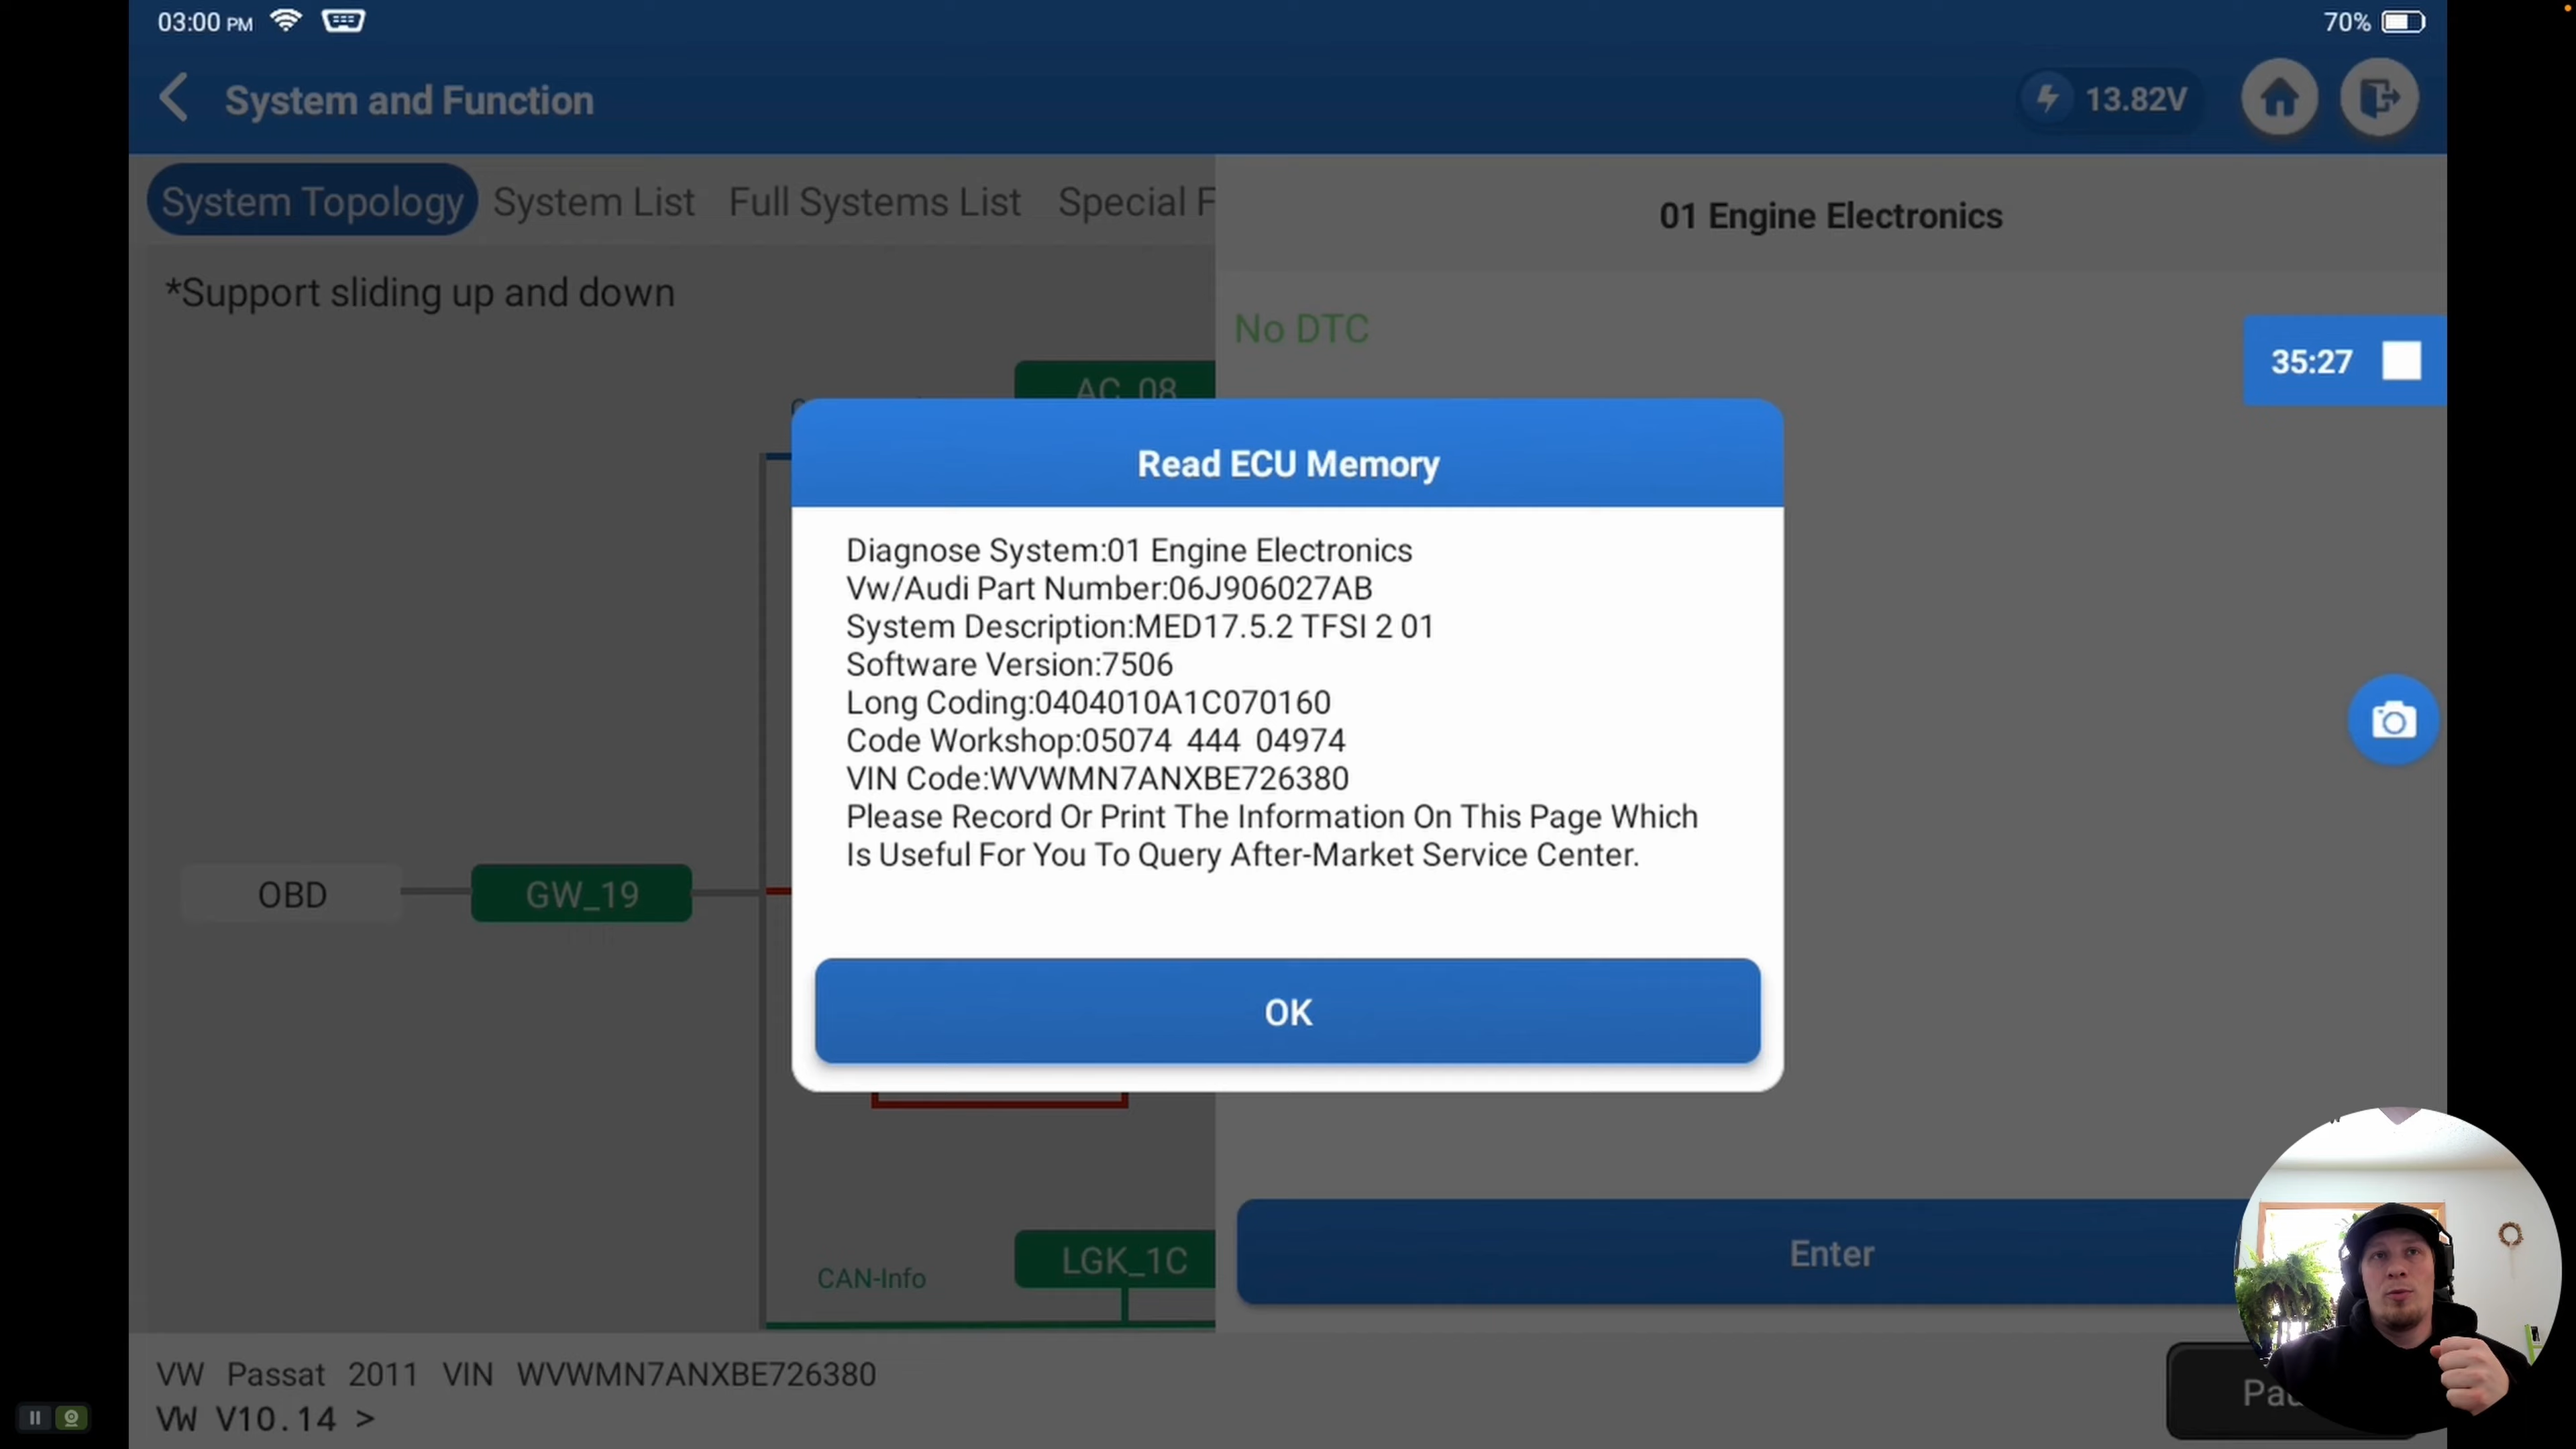 03:00 PM
70%
System and Function
13.82V
System Topology System List Full Systems List Special F
01 Engine Electronics
*Support sliding up and down
No DTC
35:27
AC_08
Read ECU Memory
Diagnose System:01 Engine Electronics
Vw/Audi Part Number:06J906027AB
System Description:MED17.5.2 TFSI 2 01
Software Version:7506
Long Coding:0404010A1C070160
Code Workshop:05074 444 04974
VIN Code:WVWMN7ANXBE726380
Please Record Or Print The Information On This Page Which
Is Useful For You To Query After-Market Service Center.
OBD
GW_19
OK
Enter
LGK_1C
CAN-Info
VW Passat 2011 VIN WVWMN7ANXBE726380
VW V10.14 >